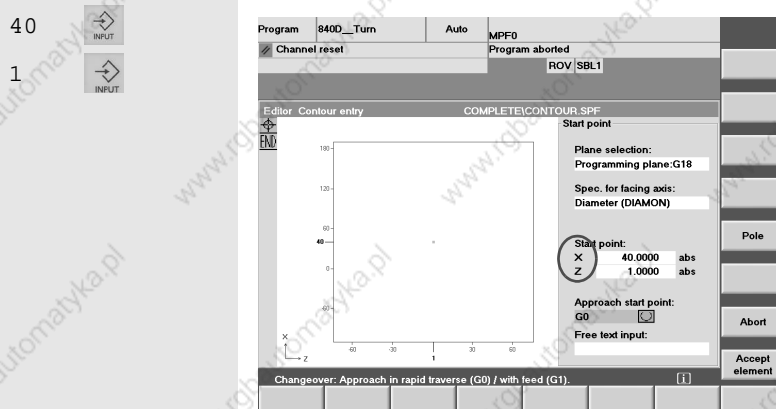 40 INPUT
1 INPUT
Program 840D__Turn Auto MPF0
Channel reset Program aborted
ROV SBL1
Editor Contour entry COMPLETE\CONTOUR.SPF
END
Start point
Plane selection:
Programming plane:G18
Spec. for facing axis:
Diameter (DIAMON)
Start point:
X 40.0000 abs
Z 1.0000 abs
Approach start point:
G0
Free text input:
180
120
60
40
0
-60
X
Z
-60 -30 30 60
1
Pole
Abort
Accept
element
Changeover: Approach in rapid traverse (G0) / with feed (G1).
i
www.rgbautomatyka.pl